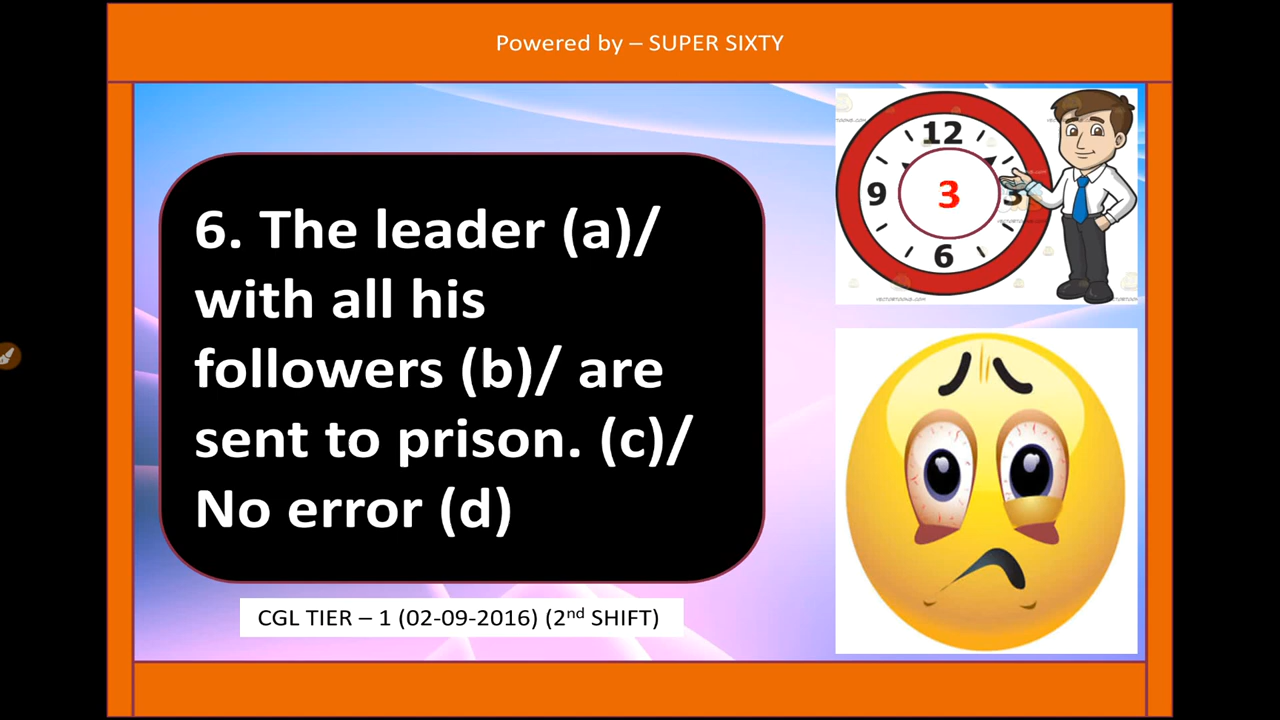 Powered by – SUPER SIXTY
6. The leader (a)/
with all his
followers (b)/ are
sent to prison. (c)/
No error (d)
CGL TIER – 1 (02-09-2016) (2nd SHIFT)
12
9
3
3
6